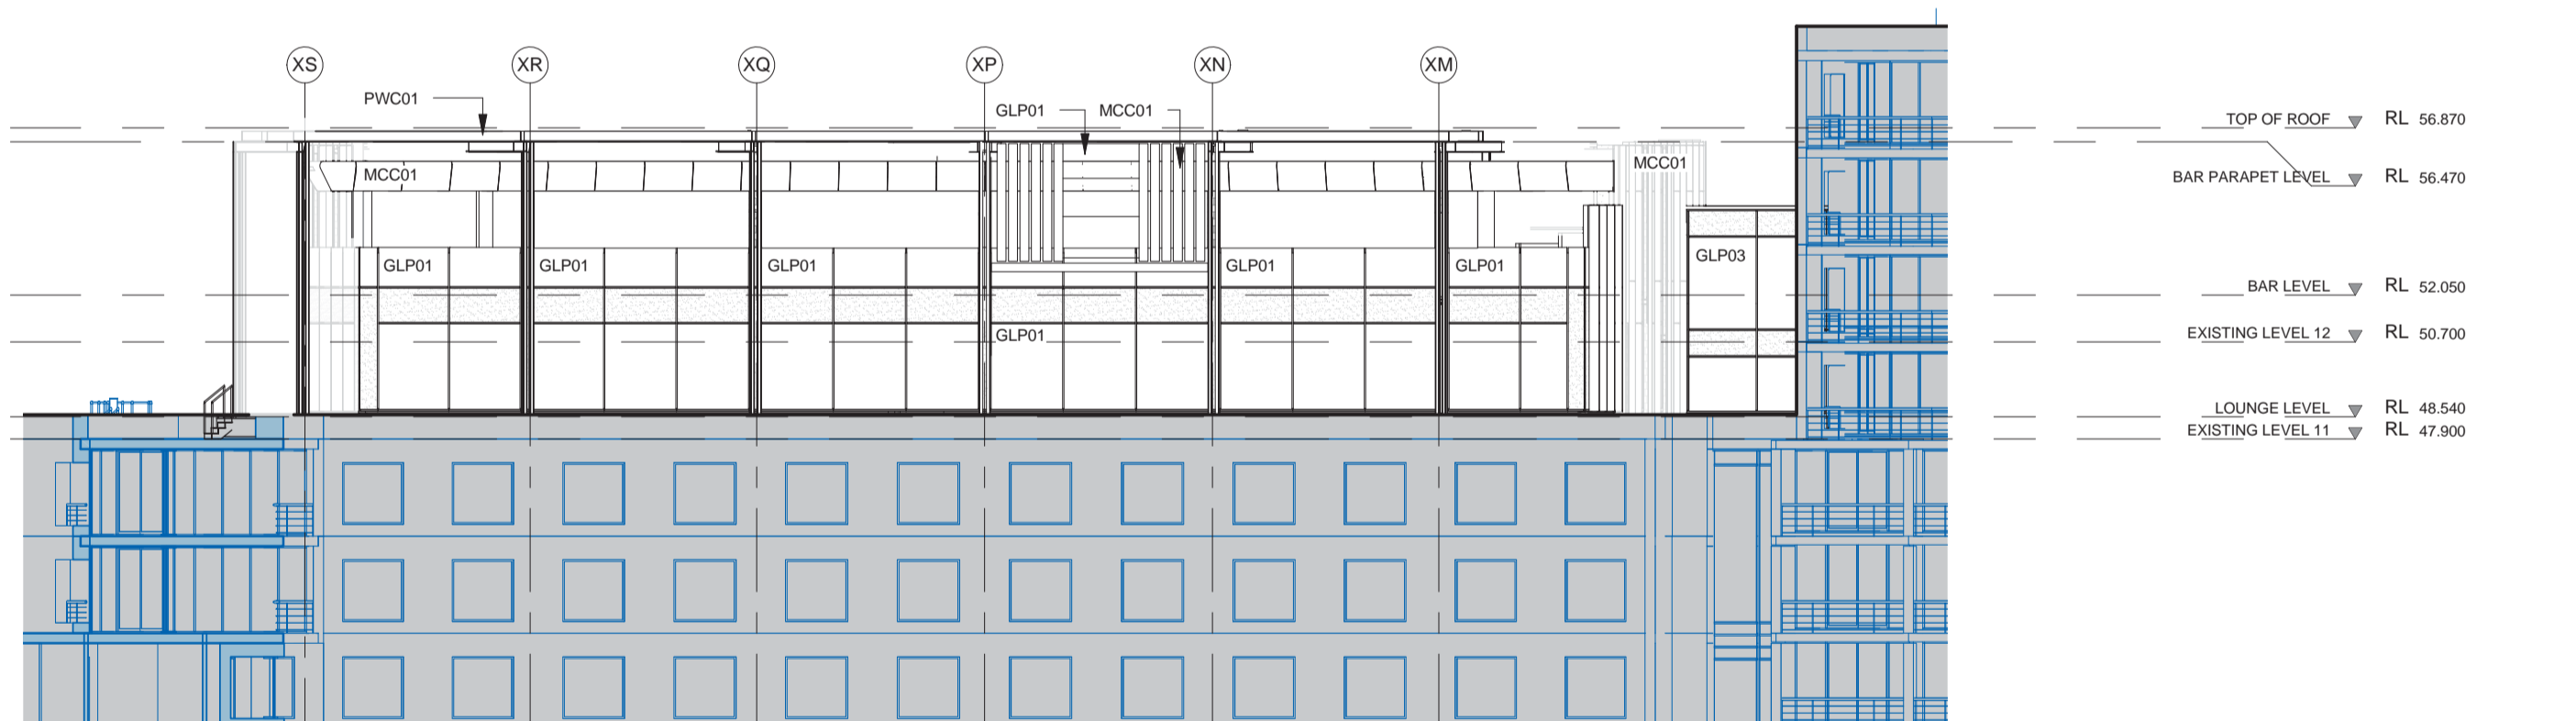 XS XR XQ XP XN XM
PWC01
GLP01 MCC01
TOP OF ROOF RL 56.870
MCC01
MCC01
BAR PARAPET LEVEL RL 56.470
GLP01 GLP01 GLP01 GLP01 GLP01
GLP03
BAR LEVEL RL 52.050
GLP01
EXISTING LEVEL 12 RL 50.700
LOUNGE LEVEL RL 48.540
EXISTING LEVEL 11 RL 47.900